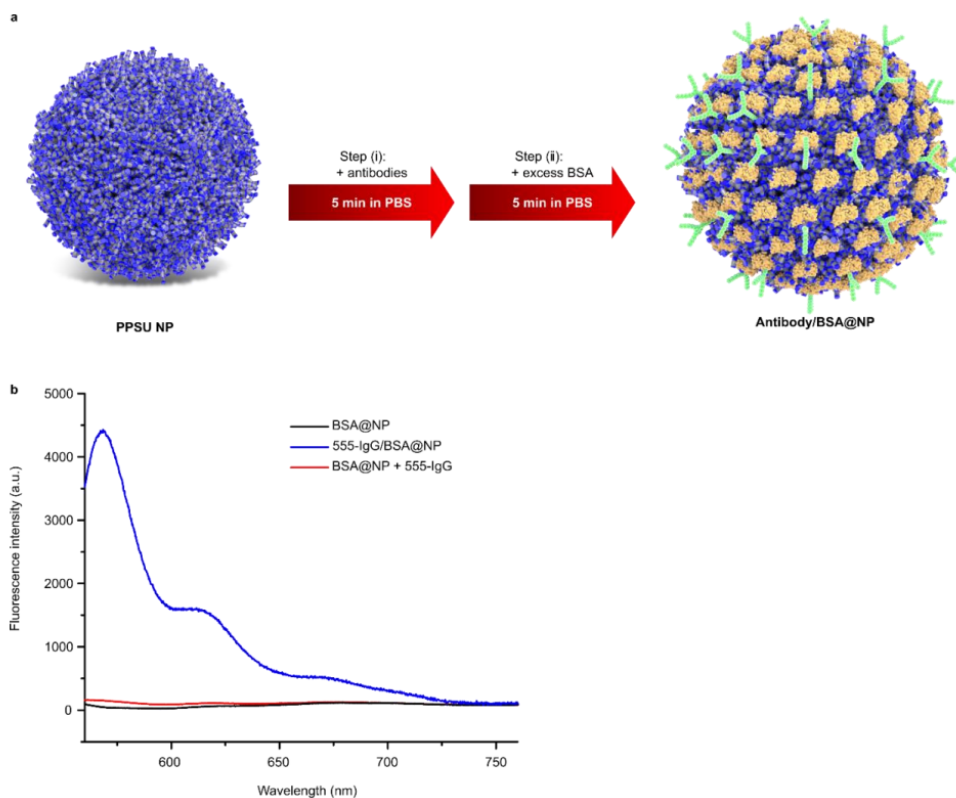 a
Step (i):
+ antibodies
5 min in PBS
Step (ii):
+ excess BSA
5 min in PBS
PPSU NP
Antibody/BSA@NP
b
5000
4000
3000
2000
1000
0
Fluorescence intensity (a.u.)
BSA@NP
555-IgG/BSA@NP
BSA@NP + 555-IgG
600
650
700
750
Wavelength (nm)